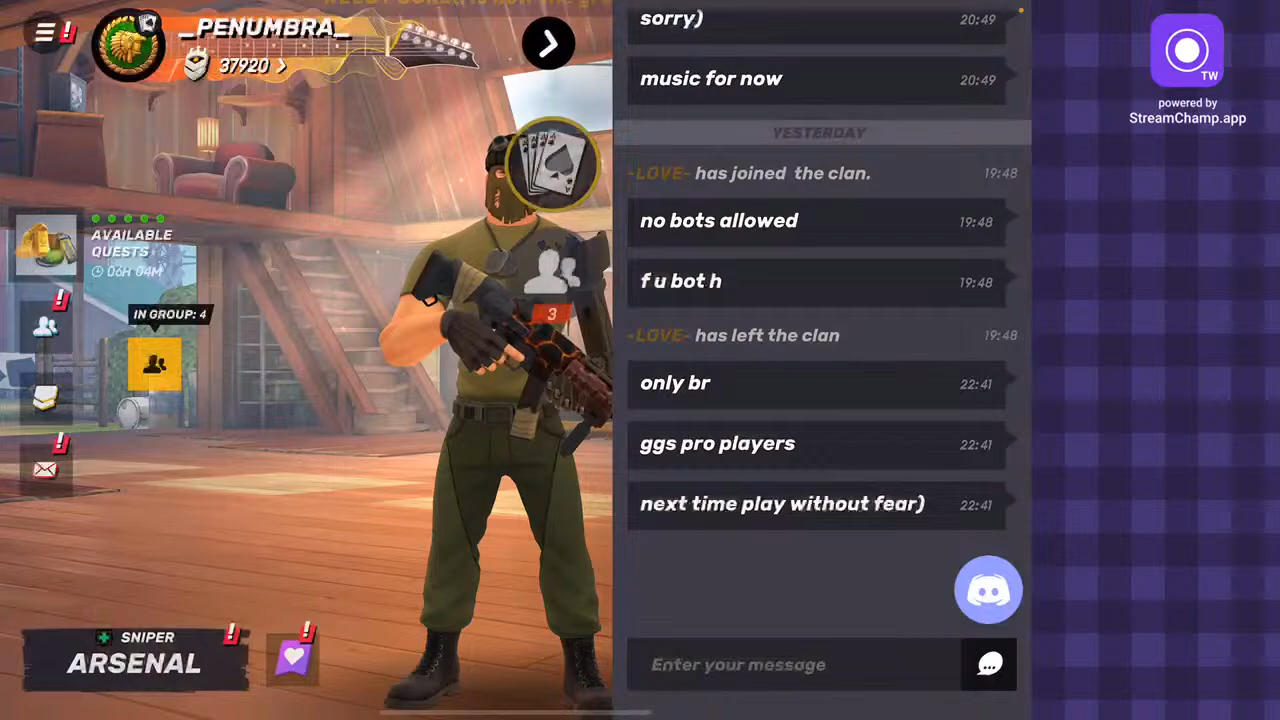 _PENUMBRA_
37920
AVAILABLE
QUESTS
06H 04M
IN GROUP: 4
3
SNIPER
ARSENAL
sorry) 20:49
music for now 20:49
YESTERDAY
-LOVE- has joined the clan. 19:48
no bots allowed 19:48
f u bot h 19:48
-LOVE- has left the clan 19:48
only br 22:41
ggs pro players 22:41
next time play without fear) 22:41
Enter your message
TW
powered by
StreamChamp.app